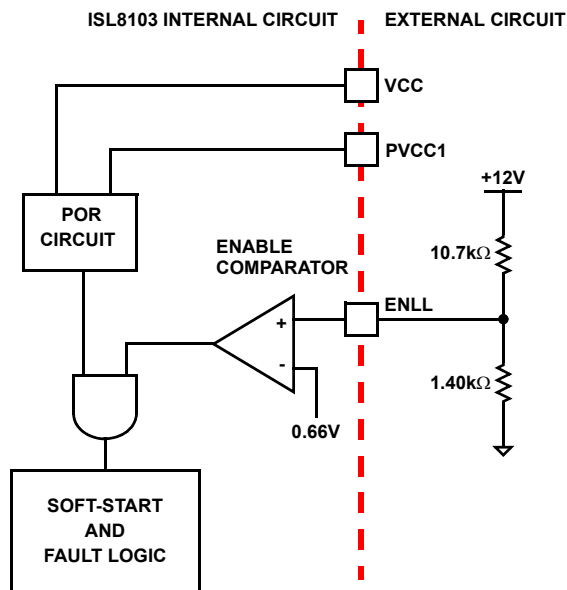 ISL8103 INTERNAL CIRCUIT
EXTERNAL CIRCUIT
VCC
PVCC1
+12V
POR
CIRCUIT
10.7kΩ
ENABLE
COMPARATOR
ENLL
+
-
1.40kΩ
0.66V
SOFT-START
AND
FAULT LOGIC